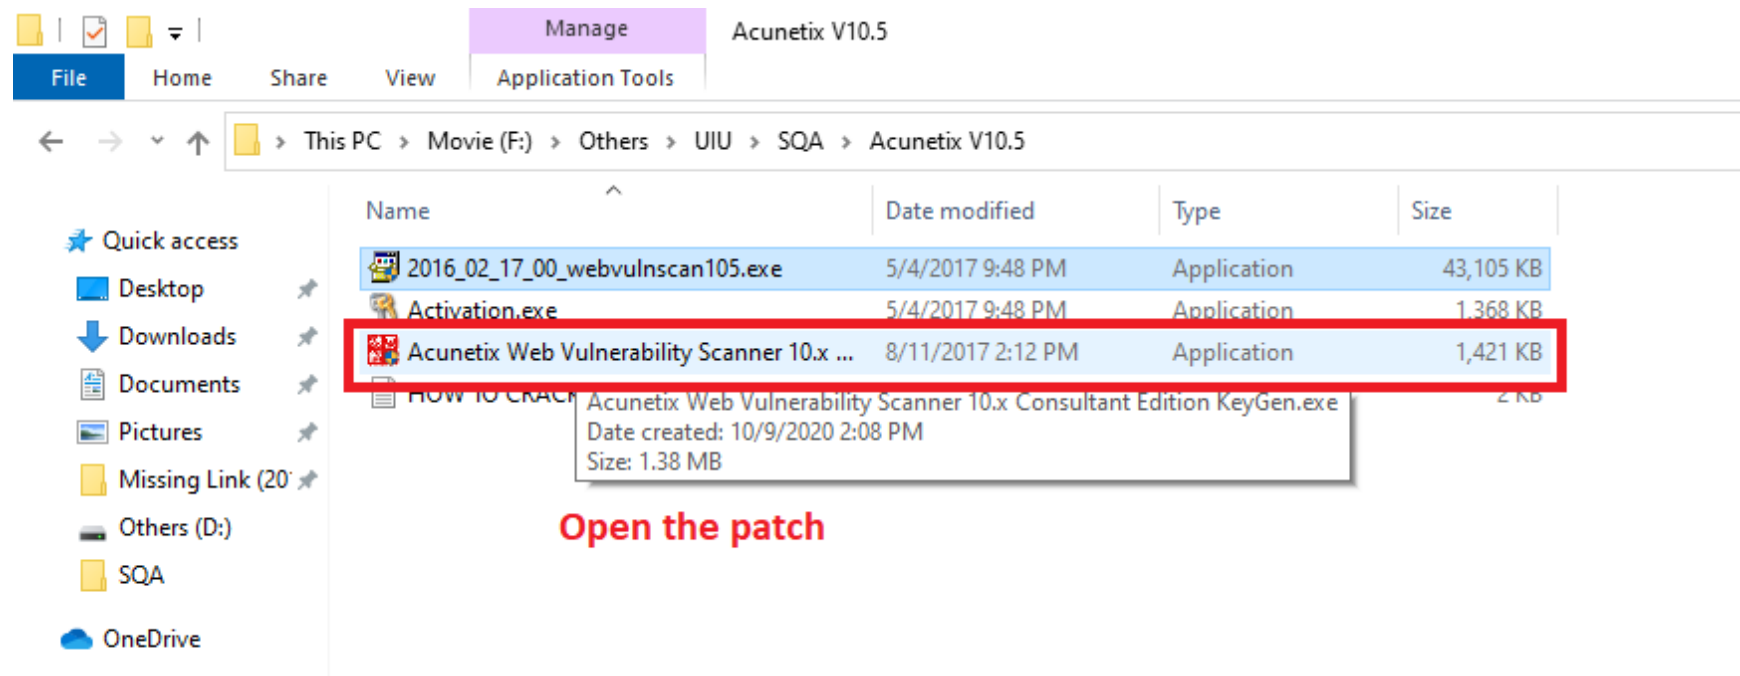 Manage
Acunetix V10.5
File
Home
Share
View
Application Tools
This PC > Movie (F:) > Others > UIU > SQA > Acunetix V10.5
Name
Date modified
Type
Size
Quick access
Desktop
Downloads
Documents
Pictures
Missing Link (20
Others (D:)
SQA
OneDrive
2016_02_17_00_webvulnscan105.exe 5/4/2017 9:48 PM Application 43,105 KB
Activation.exe 5/4/2017 9:48 PM Application 1,368 KB
Acunetix Web Vulnerability Scanner 10.x ... 8/11/2017 2:12 PM Application 1,421 KB
HOW TO CRACK 2 KB
Acunetix Web Vulnerability Scanner 10.x Consultant Edition KeyGen.exe
Date created: 10/9/2020 2:08 PM
Size: 1.38 MB
Open the patch